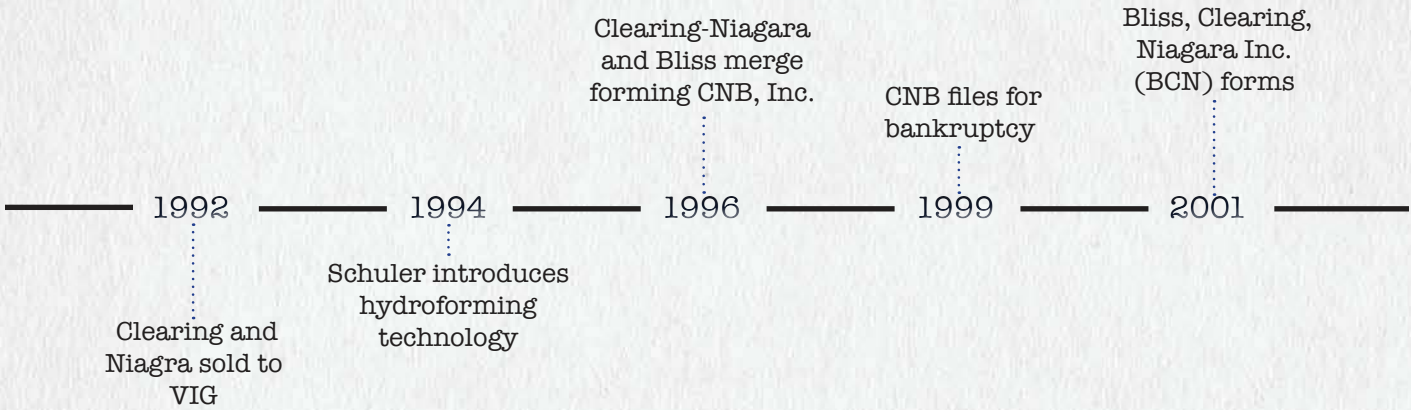 Clearing-Niagara
and Bliss merge
forming CNB, Inc.
CNB files for
bankruptcy
Bliss, Clearing,
Niagara Inc.
(BCN) forms
1992
1994
1996
1999
2001
Clearing and
Niagra sold to
VIG
Schuler introduces
hydroforming
technology